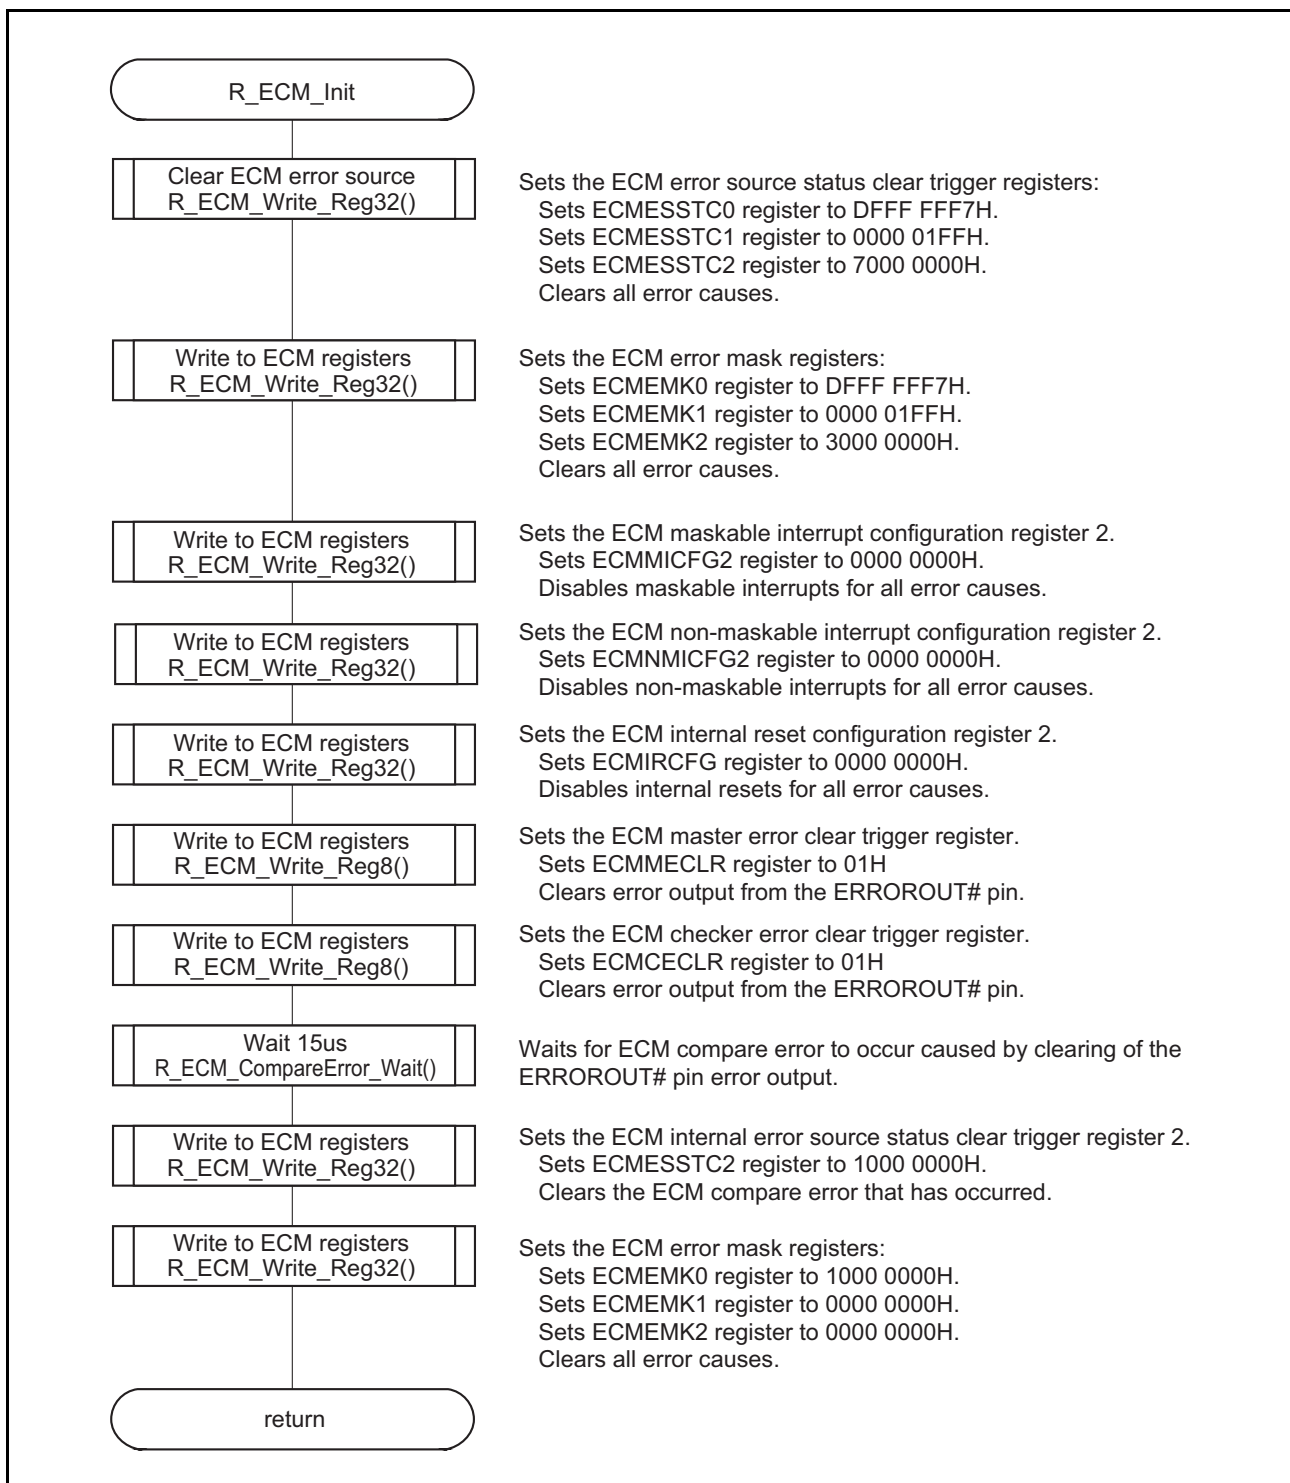 R_ECM_Init
Clear ECM error source
R_ECM_Write_Reg32()
Sets the ECM error source status clear trigger registers:
Sets ECMESSTC0 register to DFFF FFF7H.
Sets ECMESSTC1 register to 0000 01FFH.
Sets ECMESSTC2 register to 7000 0000H.
Clears all error causes.
Write to ECM registers
R_ECM_Write_Reg32()
Sets the ECM error mask registers:
Sets ECMEMK0 register to DFFF FFF7H.
Sets ECMEMK1 register to 0000 01FFH.
Sets ECMEMK2 register to 3000 0000H.
Clears all error causes.
Write to ECM registers
R_ECM_Write_Reg32()
Sets the ECM maskable interrupt configuration register 2.
Sets ECMMICFG2 register to 0000 0000H.
Disables maskable interrupts for all error causes.
Write to ECM registers
R_ECM_Write_Reg32()
Sets the ECM non-maskable interrupt configuration register 2.
Sets ECMNMICFG2 register to 0000 0000H.
Disables non-maskable interrupts for all error causes.
Write to ECM registers
R_ECM_Write_Reg32()
Sets the ECM internal reset configuration register 2.
Sets ECMIRCFG register to 0000 0000H.
Disables internal resets for all error causes.
Write to ECM registers
R_ECM_Write_Reg8()
Sets the ECM master error clear trigger register.
Sets ECMMECLR register to 01H
Clears error output from the ERROROUT# pin.
Write to ECM registers
R_ECM_Write_Reg8()
Sets the ECM checker error clear trigger register.
Sets ECMCECLR register to 01H
Clears error output from the ERROROUT# pin.
Wait 15us
R_ECM_CompareError_Wait()
Waits for ECM compare error to occur caused by clearing of the
ERROROUT# pin error output.
Write to ECM registers
R_ECM_Write_Reg32()
Sets the ECM internal error source status clear trigger register 2.
Sets ECMESSTC2 register to 1000 0000H.
Clears the ECM compare error that has occurred.
Write to ECM registers
R_ECM_Write_Reg32()
Sets the ECM error mask registers:
Sets ECMEMK0 register to 1000 0000H.
Sets ECMEMK1 register to 0000 0000H.
Sets ECMEMK2 register to 0000 0000H.
Clears all error causes.
return